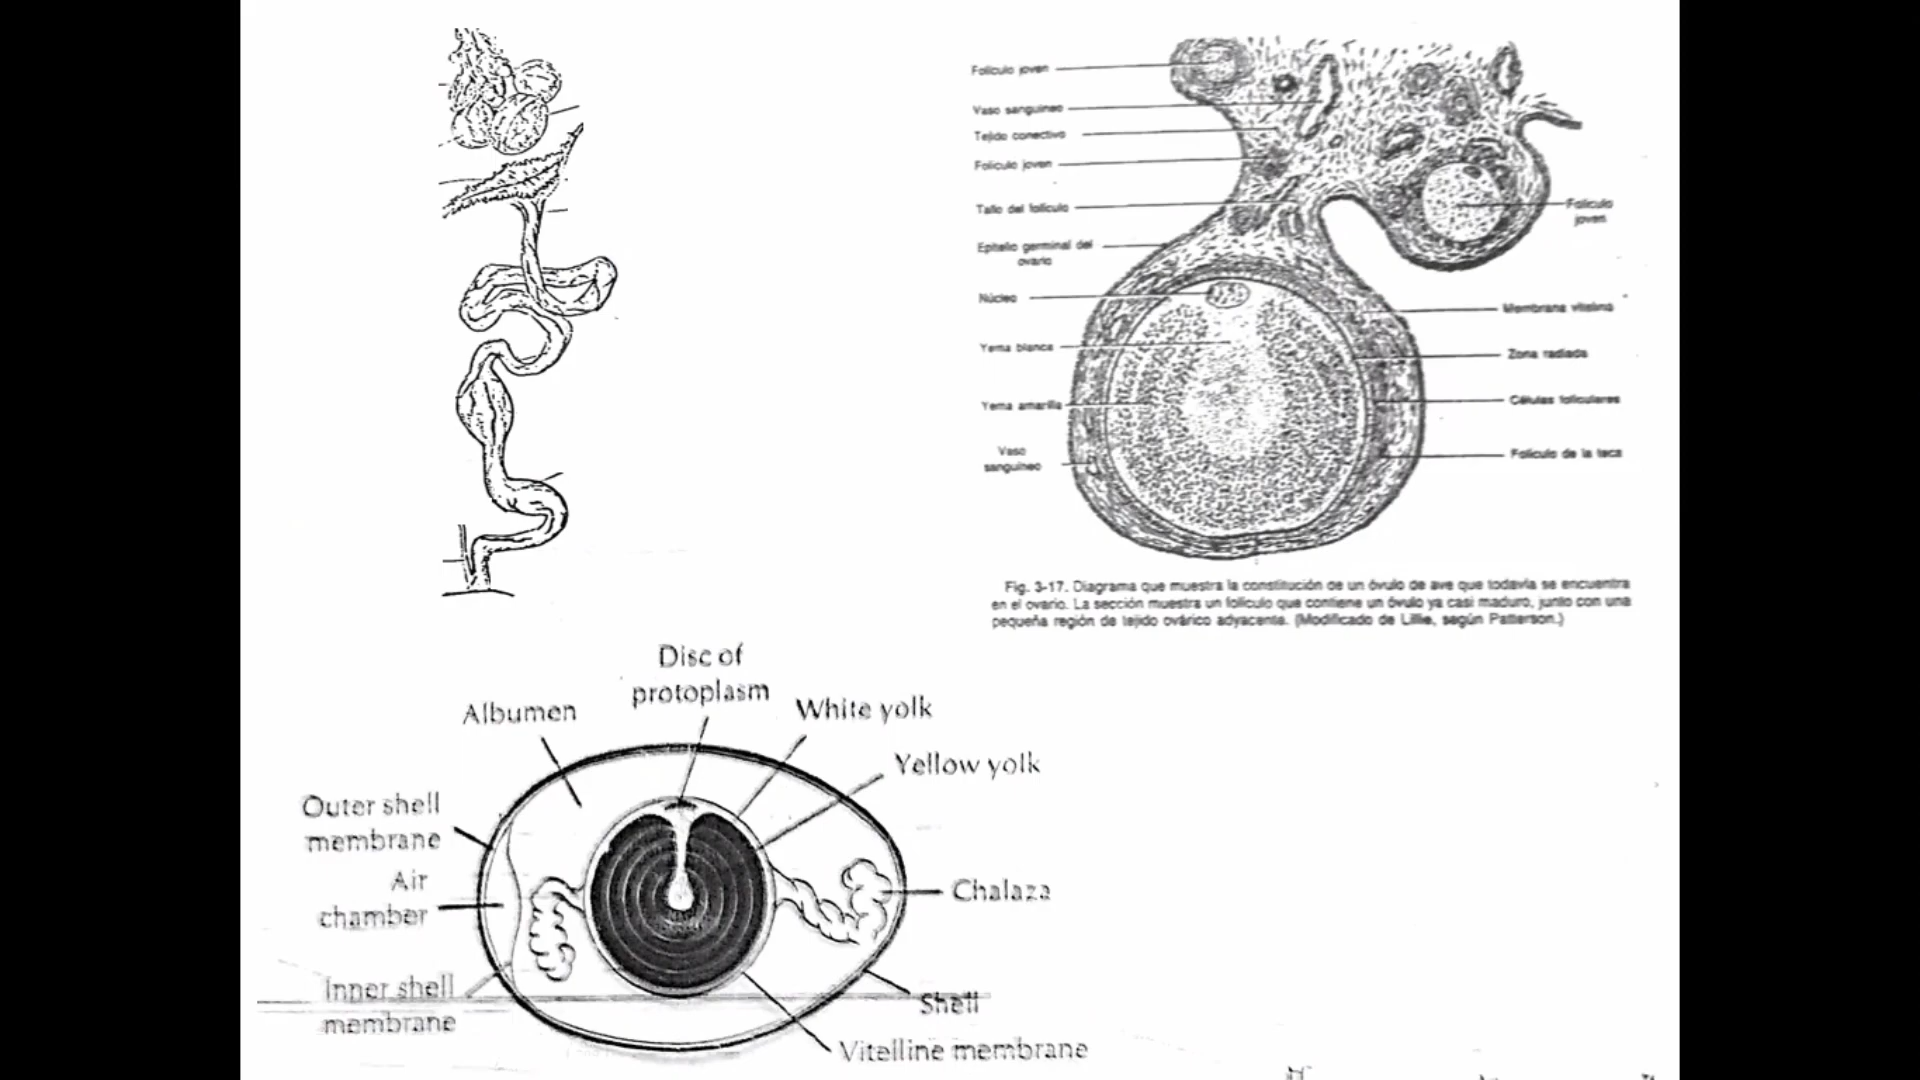 Folículo joven
Vaso sanguíneo
Tejido conectivo
Folículo joven
Tallo del folículo
Epitelio germinal del
ovario
Núcleo
Yema blanca
Yema amarilla
Vaso
sanguíneo
Folículo
joven
Membrana vitelina
Zona radiada
Células foliculares
Folículo de la teca
Fig. 3-17. Diagrama que muestra la constitución de un óvulo de ave que todavía se encuentra
en el ovario. La sección muestra un folículo que contiene un óvulo ya casi maduro, junto con una
pequeña región de tejido ovárico adyacente. (Modificado de Lillie, según Patterson.)
Disc of
protoplasm
Albumen
White yolk
Yellow yolk
Outer shell
membrane
Air
chamber
Inner shell
membrane
Chalaza
Shell
Vitelline membrane